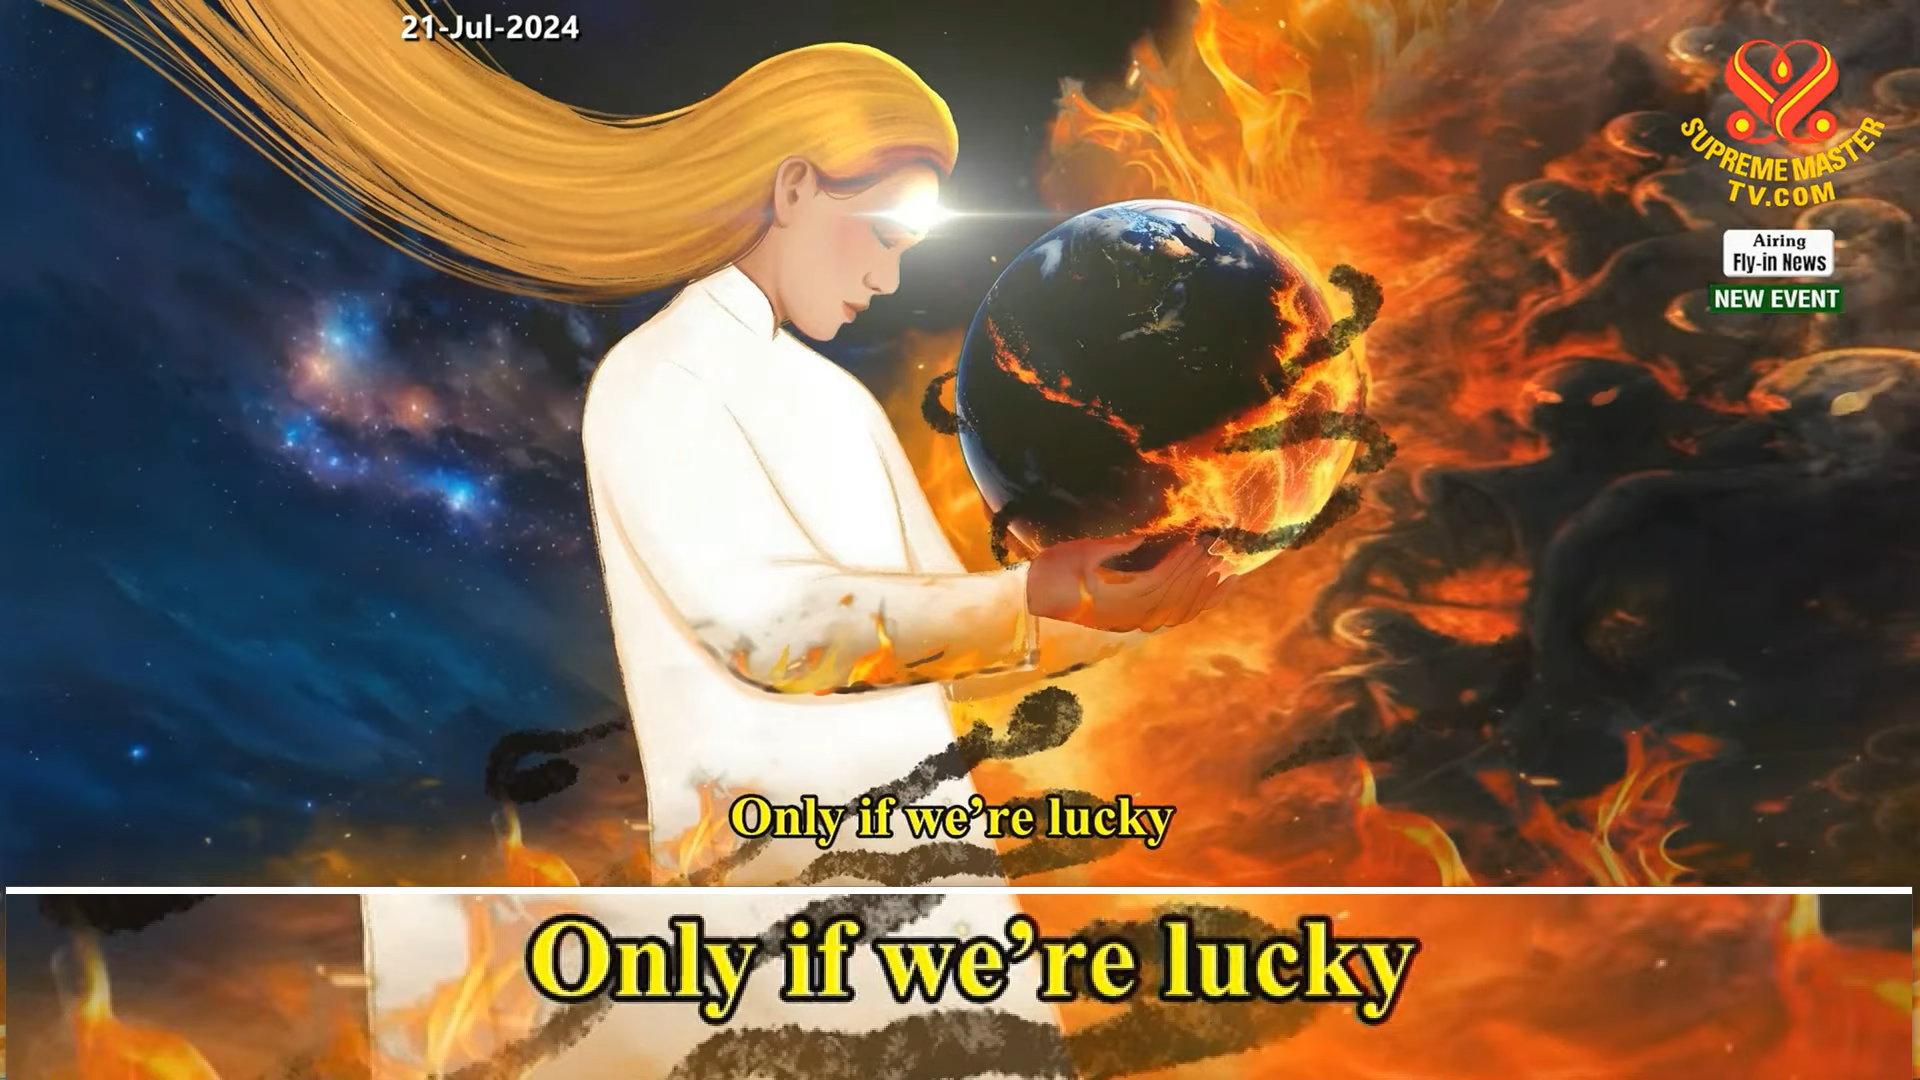 21-Jul-2024
SUPREME MASTER
TV.COM
Airing
Fly-in News
NEW EVENT
Only if we're lucky
Only if we're lucky